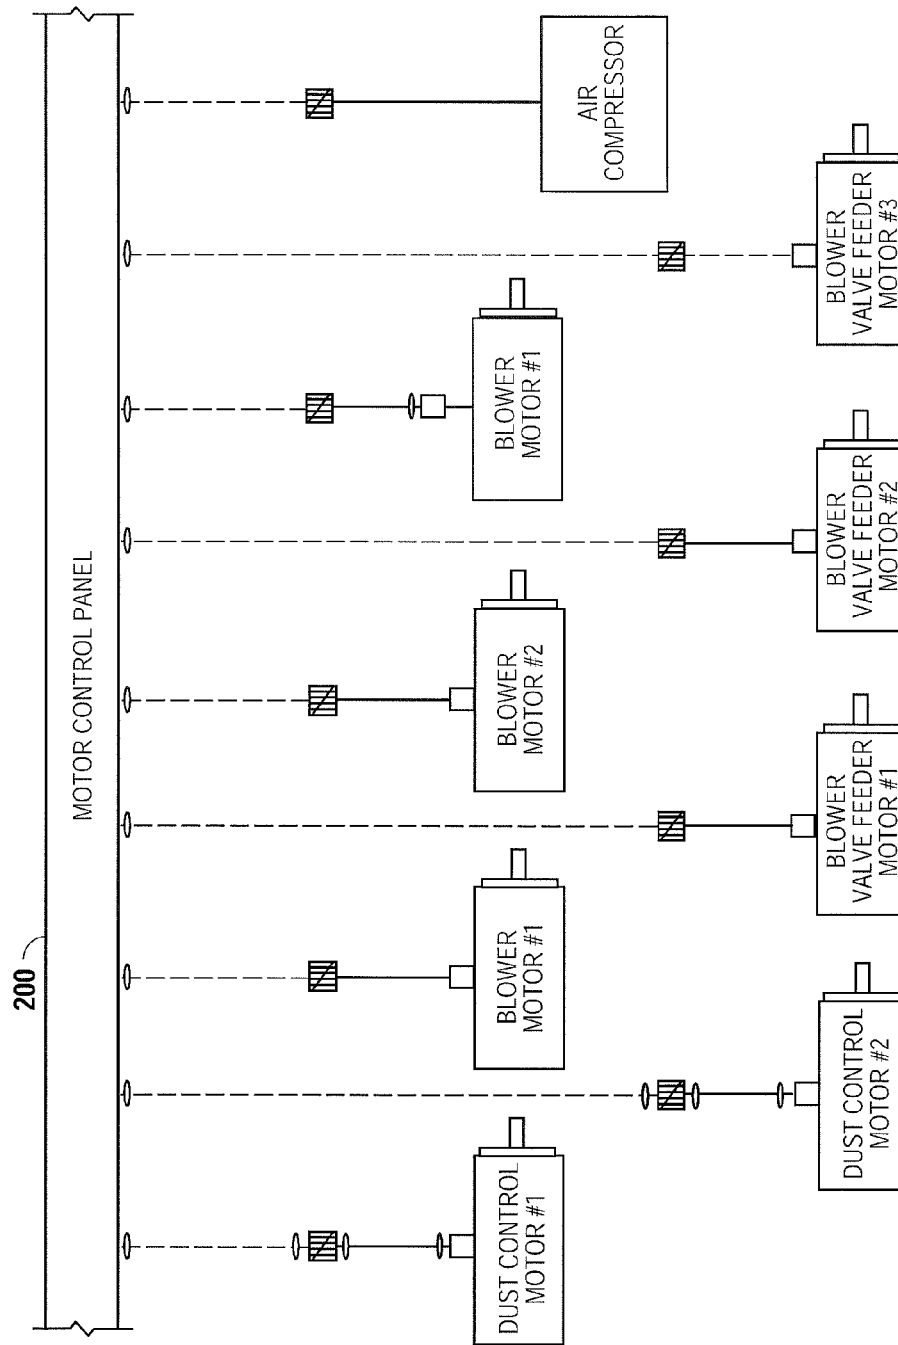 200
MOTOR CONTROL PANEL
DUST CONTROL
MOTOR #1
BLOWER
MOTOR #1
BLOWER
MOTOR #2
BLOWER
MOTOR #1
AIR
COMPRESSOR
DUST CONTROL
MOTOR #2
BLOWER
VALVE FEEDER
MOTOR #1
BLOWER
VALVE FEEDER
MOTOR #2
BLOWER
VALVE FEEDER
MOTOR #3